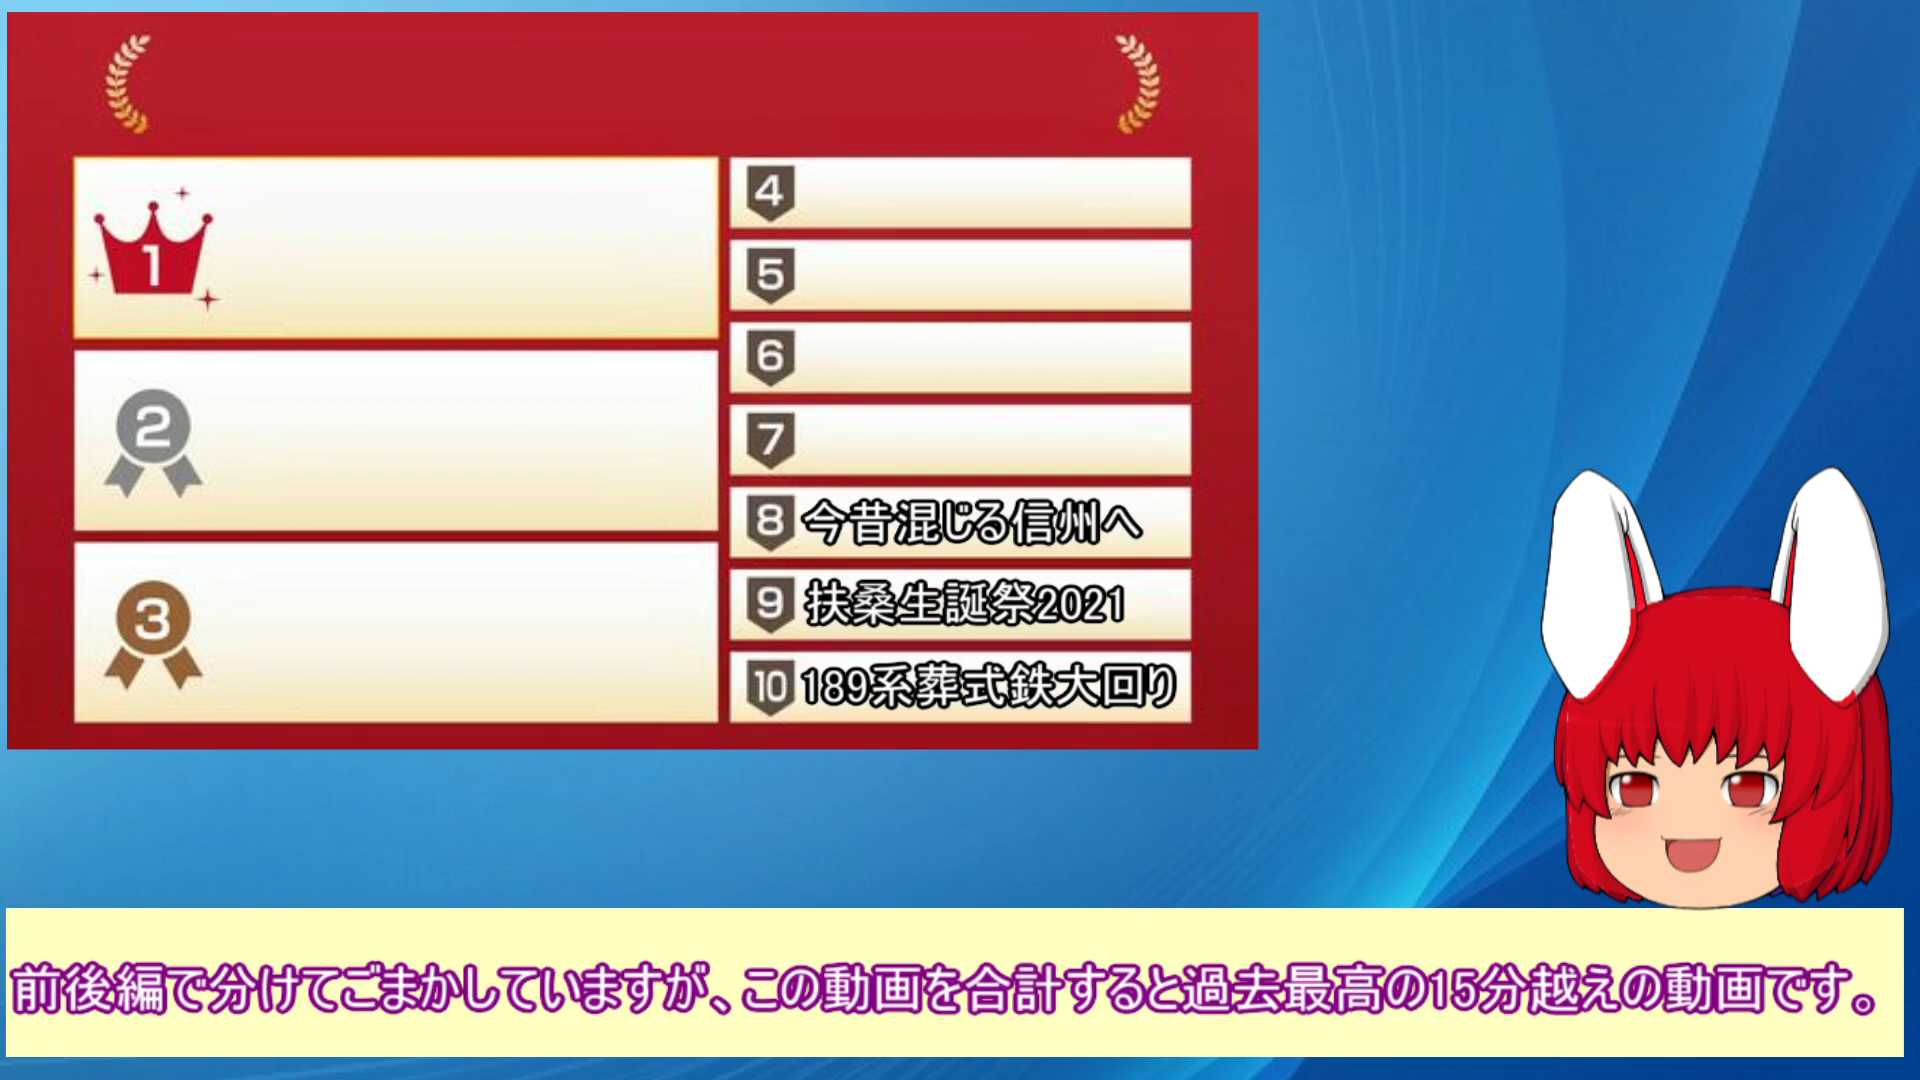 1
2
3
4
5
6
7
8 今昔混じる信州へ
9 扶桑生誕祭2021
10 189系葬式鉄大回り
前後編で分けてごまかしていますが、この動画を合計すると過去最高の15分越えの動画です。